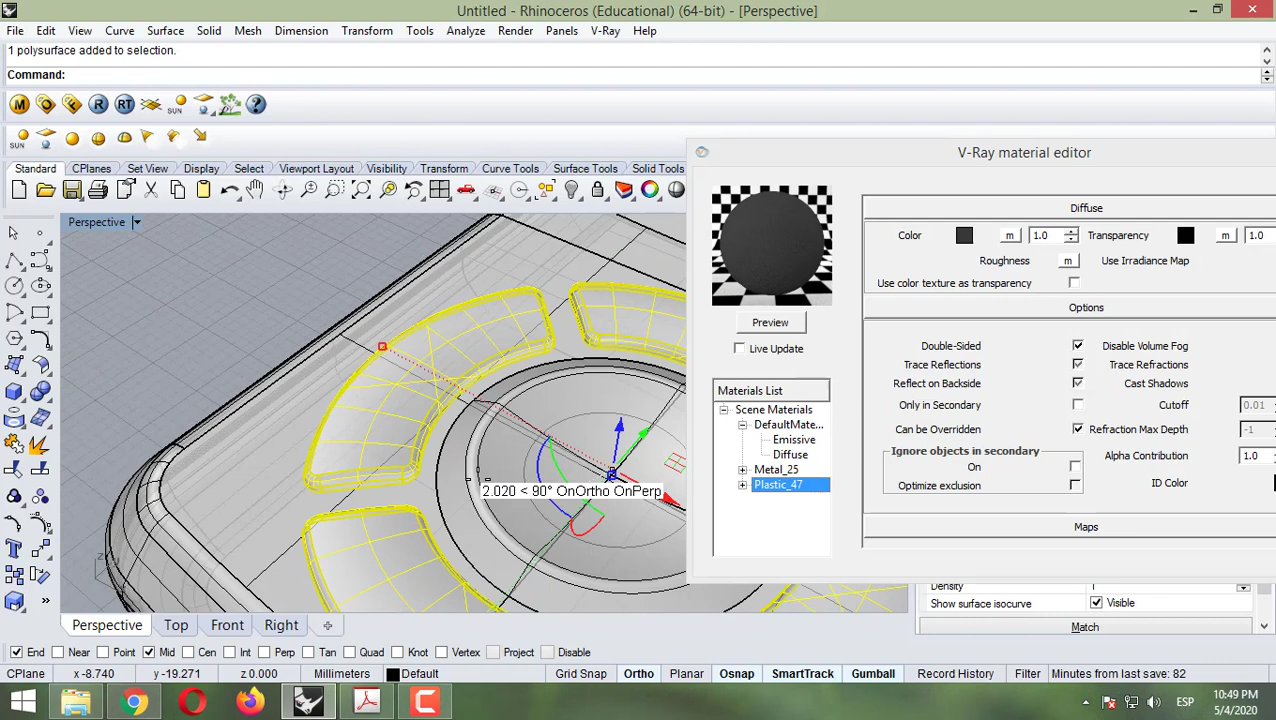 Untitled - Rhinoceros (Educational) (64-bit) - [Perspective]
File Edit View Curve Surface Solid Mesh Dimension Transform Tools Analyze Render Panels V-Ray Help
1 polysurface added to selection.
Command:
M O F R RT SUN ?
SUN
Standard CPlanes Set View Display Select Viewport Layout Visibility Transform Curve Tools Surface Tools Solid Tools
Perspective
V-Ray material editor
Diffuse
Color m 1.0 Transparency m 1.0
Roughness m Use Irradiance Map
Use color texture as transparency
Options
Preview
Live Update
Double-Sided Disable Volume Fog
Trace Reflections Trace Refractions
Reflect on Backside Cast Shadows
Only in Secondary Cutoff 0.01
Can be Overridden Refraction Max Depth -1
Ignore objects in secondary
On Alpha Contribution 1.0
Optimize exclusion ID Color
Maps
Materials List
Scene Materials
DefaultMate...
Emissive
Diffuse
Metal_25
Plastic_47
2.020 < 90° OnOrtho OnPerp
z
Density 1
Show surface isocurve Visible
Match
Perspective Top Front Right
End Near Point Mid Cen Int Perp Tan Quad Knot Vertex Project Disable
CPlane x -8.740 y -19.271 z 0.000 Millimeters Default Grid Snap Ortho Planar Osnap SmartTrack Gumball Record History Filter Minutes from last save: 82
ESP
10:49 PM
5/4/2020